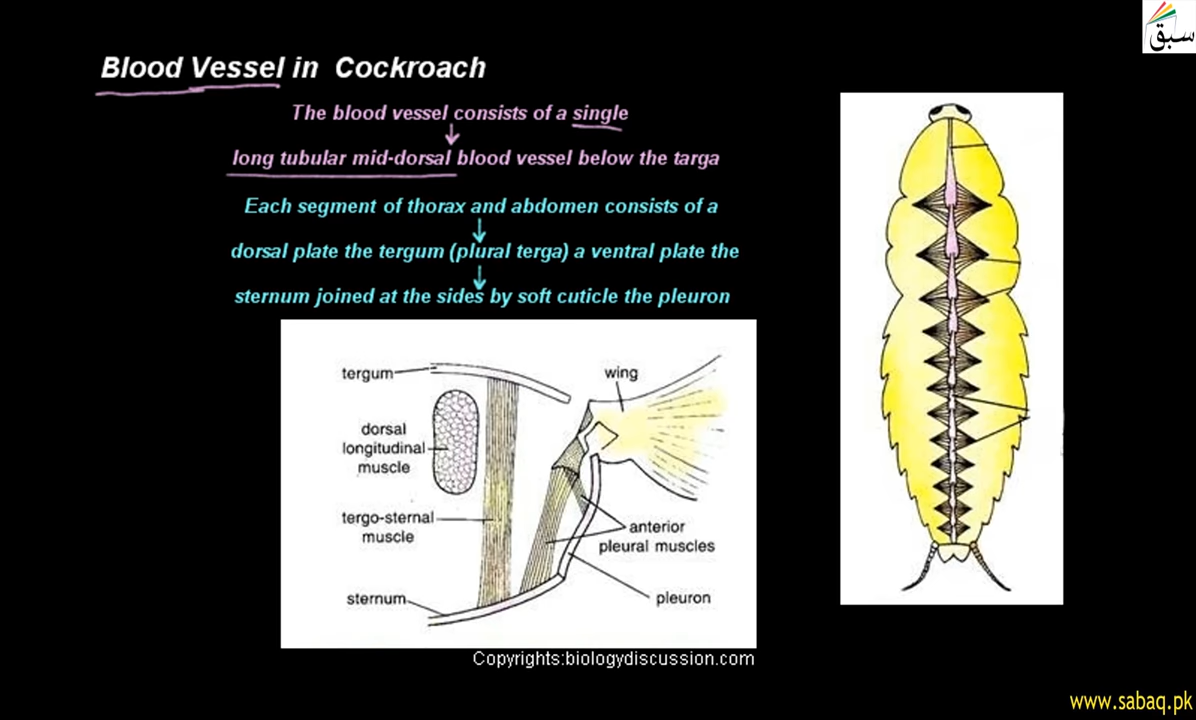 سبق
Blood Vessel in Cockroach
The blood vessel consists of a single
long tubular mid-dorsal blood vessel below the targa
Each segment of thorax and abdomen consists of a
dorsal plate the tergum (plural terga) a ventral plate the
sternum joined at the sides by soft cuticle the pleuron
tergum
wing
dorsal
longitudinal
muscle
tergo-sternal
muscle
anterior
pleural muscles
sternum
pleuron
Copyrights:biologydiscussion.com
www.sabaq.pk